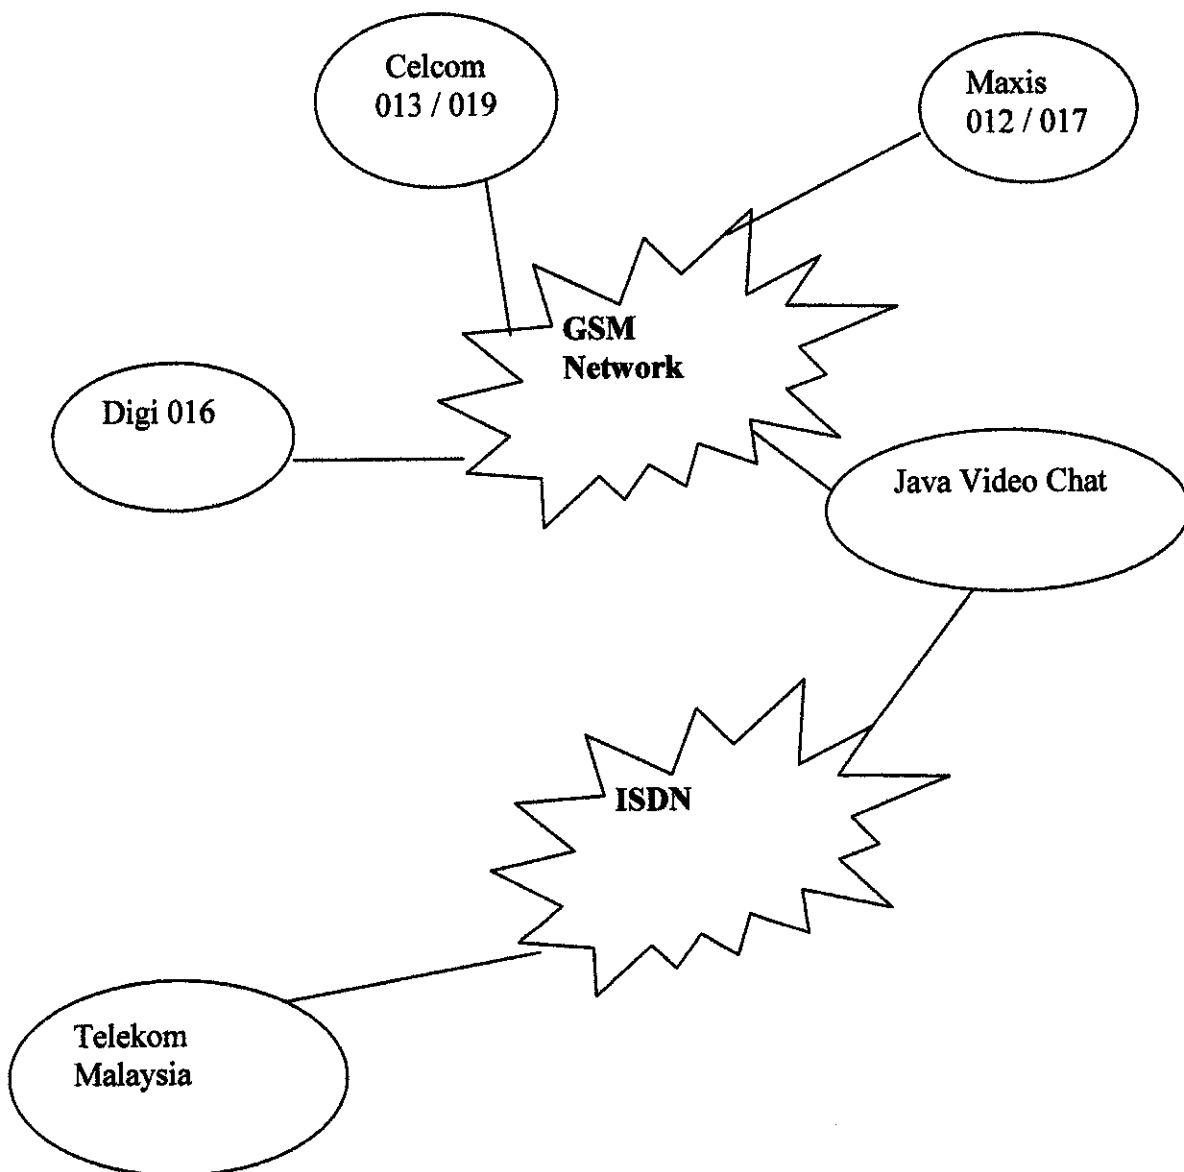 Celcom
013 / 019
Maxis
012 / 017
GSM
Network
Digi 016
Java Video Chat
ISDN
Telekom
Malaysia